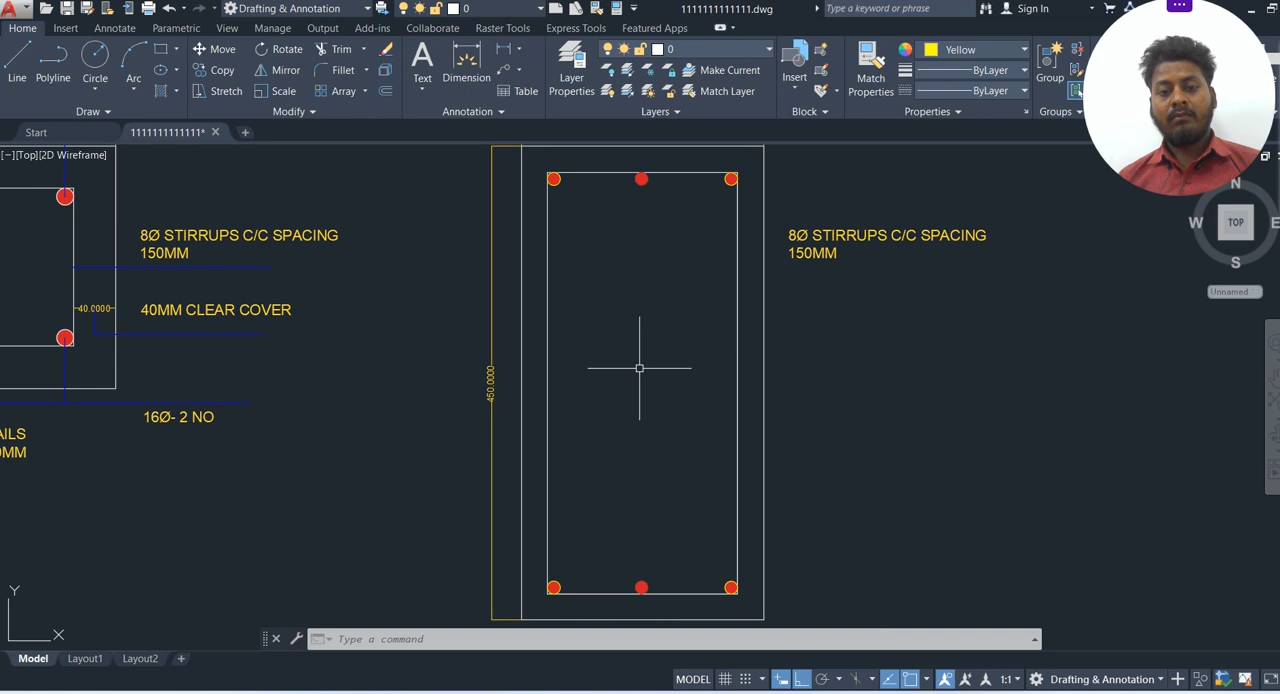 Drafting & Annotation
0
1111111111111.dwg
Type a keyword or phrase
Sign In
Home Insert Annotate Parametric View Manage Output Add-ins Collaborate Raster Tools Express Tools Featured Apps
Line Polyline Circle Arc
Move Rotate Trim
Copy Mirror Fillet
Stretch Scale Array
Text Dimension Table
Layer Properties
0
Make Current
Match Layer
Insert
Match Properties
Yellow
ByLayer
ByLayer
Group
Draw Modify Annotation Layers Block Properties Groups
Start 1111111111111*
[−][Top][2D Wireframe]
N
W TOP E
S
Unnamed
8Ø STIRRUPS C/C SPACING
150MM
40.0000
40MM CLEAR COVER
16Ø- 2 NO
AILS
0MM
450.0000
8Ø STIRRUPS C/C SPACING
150MM
Y
X
Type a command
Model Layout1 Layout2
MODEL 1:1 Drafting & Annotation